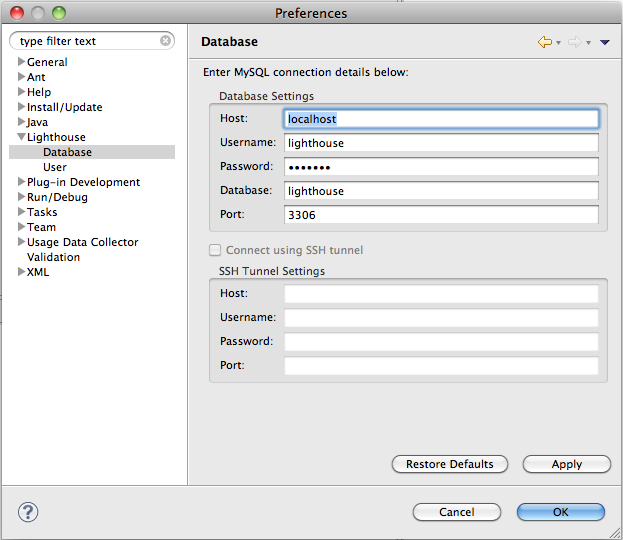 Preferences
type filter text
General
Ant
Help
Install/Update
Java
Lighthouse
Database
User
Plug-in Development
Run/Debug
Tasks
Team
Usage Data Collector
Validation
XML
Database
Enter MySQL connection details below:
Database Settings
Host: localhost
Username: lighthouse
Password: •••••••
Database: lighthouse
Port: 3306
Connect using SSH tunnel
SSH Tunnel Settings
Host:
Username:
Password:
Port:
Restore Defaults Apply
? Cancel OK